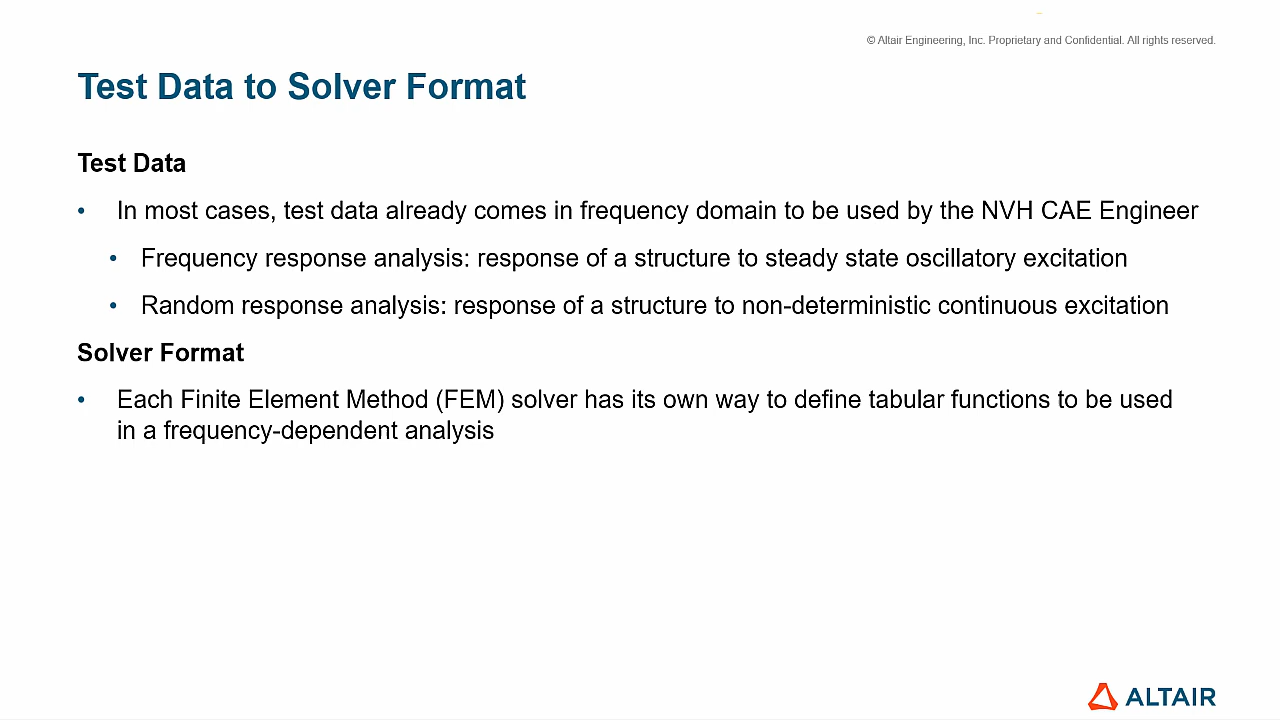 © Altair Engineering, Inc. Proprietary and Confidential. All rights reserved.
Test Data to Solver Format
Test Data
• In most cases, test data already comes in frequency domain to be used by the NVH CAE Engineer
• Frequency response analysis: response of a structure to steady state oscillatory excitation
• Random response analysis: response of a structure to non-deterministic continuous excitation
Solver Format
• Each Finite Element Method (FEM) solver has its own way to define tabular functions to be used
in a frequency-dependent analysis
ALTAIR